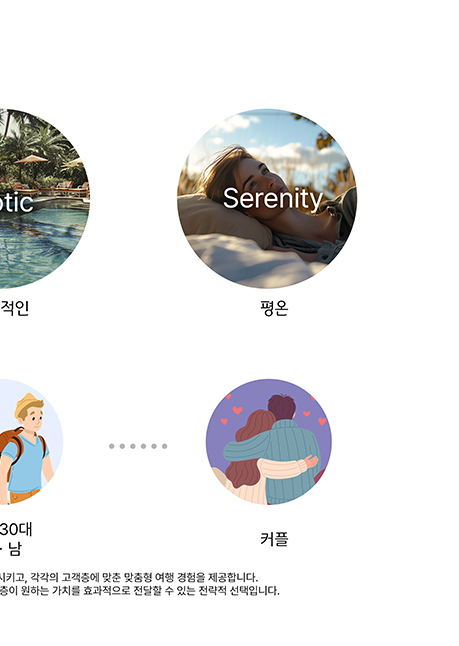 otic
Serenity
적인
평온
30대
· 남
커플
시키고, 각각의 고객층에 맞춘 맞춤형 여행 경험을 제공합니다.
층이 원하는 가치를 효과적으로 전달할 수 있는 전략적 선택입니다.